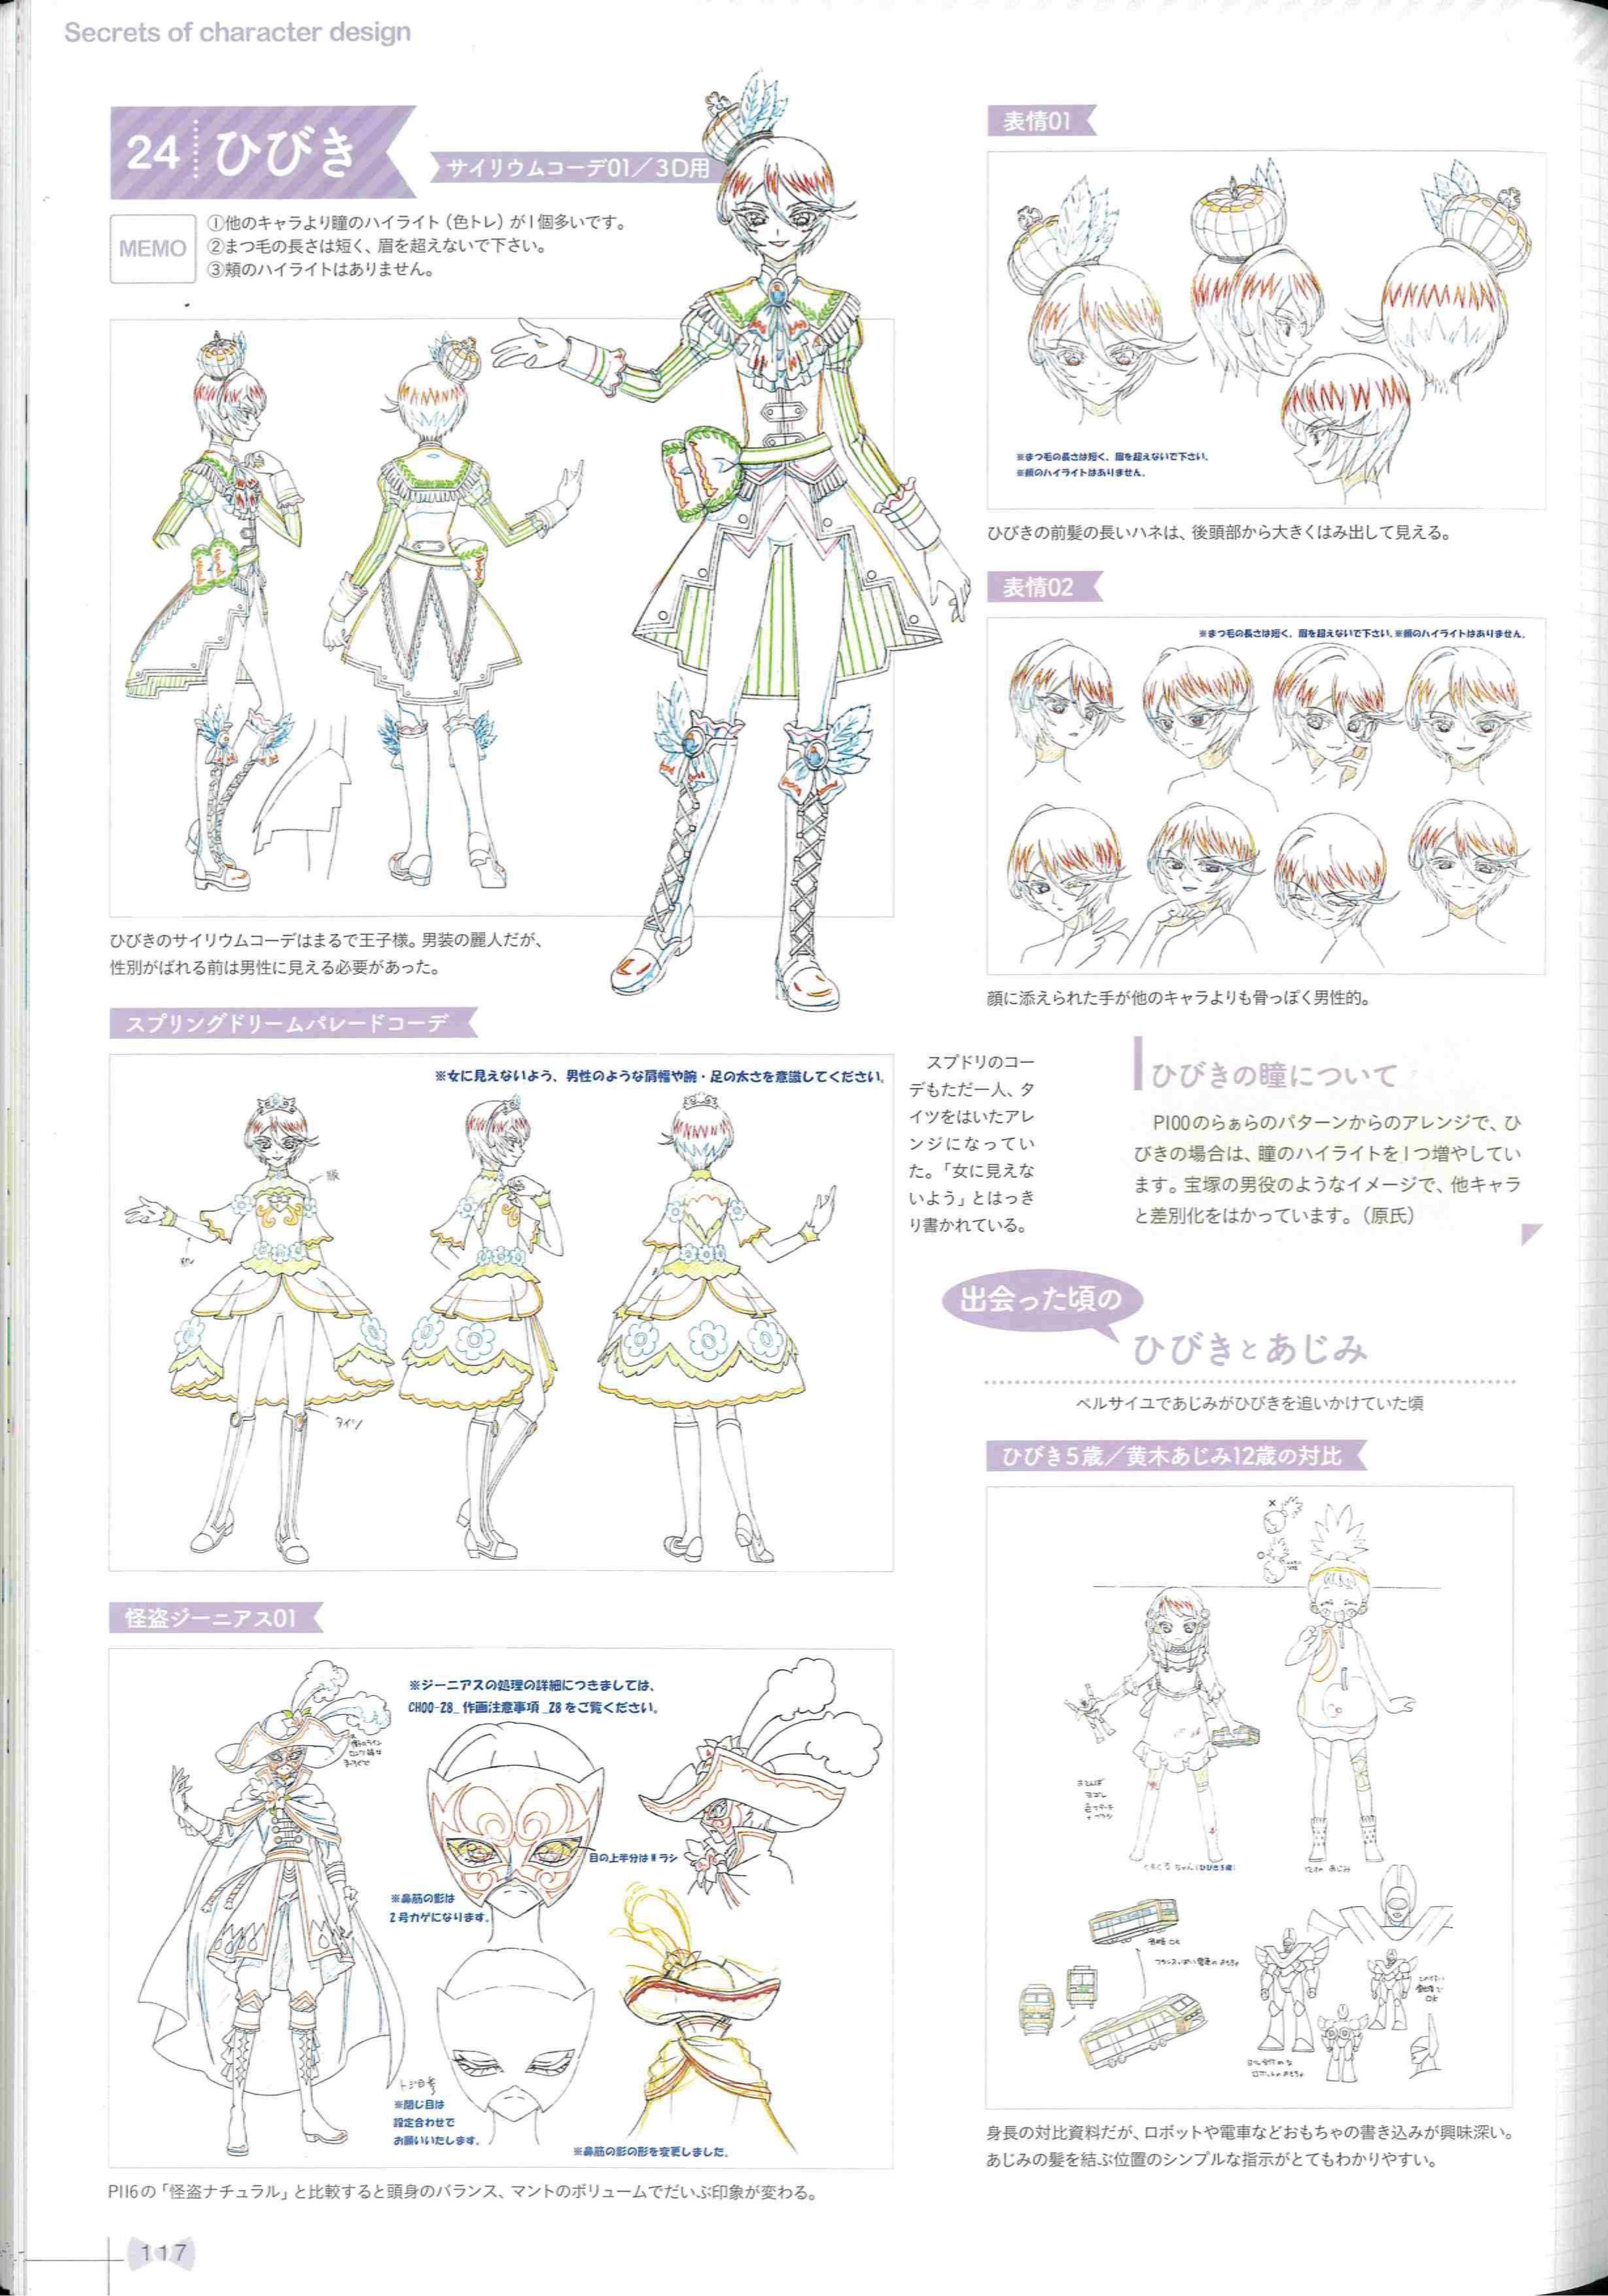 Secrets of character design
24 ひびき
サイリウムコーデ01／3D用
MEMO
①他のキャラより瞳のハイライト（色トレ）が1個多いです。
②まつ毛の長さは短く、眉を超えないで下さい。
③頬のハイライトはありません。
ひびきのサイリウムコーデはまるで王子様。男装の麗人だが、
性別がばれる前は男性に見える必要があった。
表情01
※まつ毛の長さは短く、眉を超えないで下さい。
※頬のハイライトはありません。
ひびきの前髪の長いハネは、後頭部から大きくはみ出して見える。
表情02
※まつ毛の長さは短く、眉を超えないで下さい。※頬のハイライトはありません。
顔に添えられた手が他のキャラよりも骨っぽく男性的。
スプリングドリームパレードコーデ
※女に見えないよう、男性のような肩幅や腕・足の太さを意識してください。
タイツ
スプドリのコー
デもただ一人、タ
イツをはいたアレ
ンジになってい
た。「女に見えな
いよう」とはっき
り書かれている。
ひびきの瞳について
P100のらぁらのパターンからのアレンジで、ひ
びきの場合は、瞳のハイライトを1つ増やしてい
ます。宝塚の男役のようなイメージで、他キャラ
と差別化をはかっています。（原氏）
出会った頃の
ひびきとあじみ
ベルサイユであじみがひびきを追いかけていた頃
ひびき5歳／黄木あじみ12歳の対比
身長の対比資料だが、ロボットや電車などおもちゃの書き込みが興味深い。
あじみの髪を結ぶ位置のシンプルな指示がとてもわかりやすい。
怪盗ジーニアス01
※ジーニアスの処理の詳細につきましては、
CH00-Z8_作画注意事項_Z8をご覧ください。
※鼻筋の影は
2号カゲになります。
トジ目参
※閉じ目は
設定合わせで
お願いいたします。
※鼻筋の影の形を変更しました。
P116の「怪盗ナチュラル」と比較すると頭身のバランス、マントのボリュームでだいぶ印象が変わる。
117